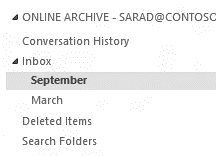 ONLINE ARCHIVE - SARAD@CONTOSO
Conversation History
Inbox
September
March
Deleted Items
Search Folders